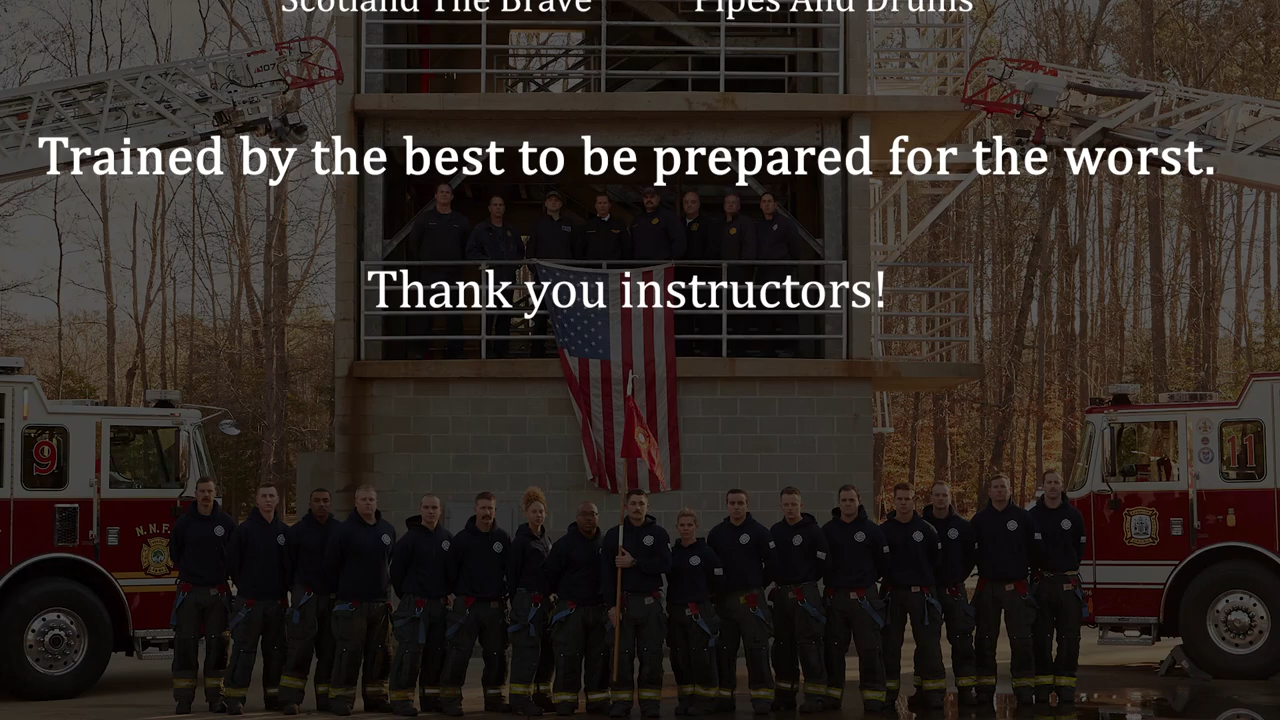 Scotland The Brave Pipes And Drums
Trained by the best to be prepared for the worst.
Thank you instructors!
9
11
N.N.F.